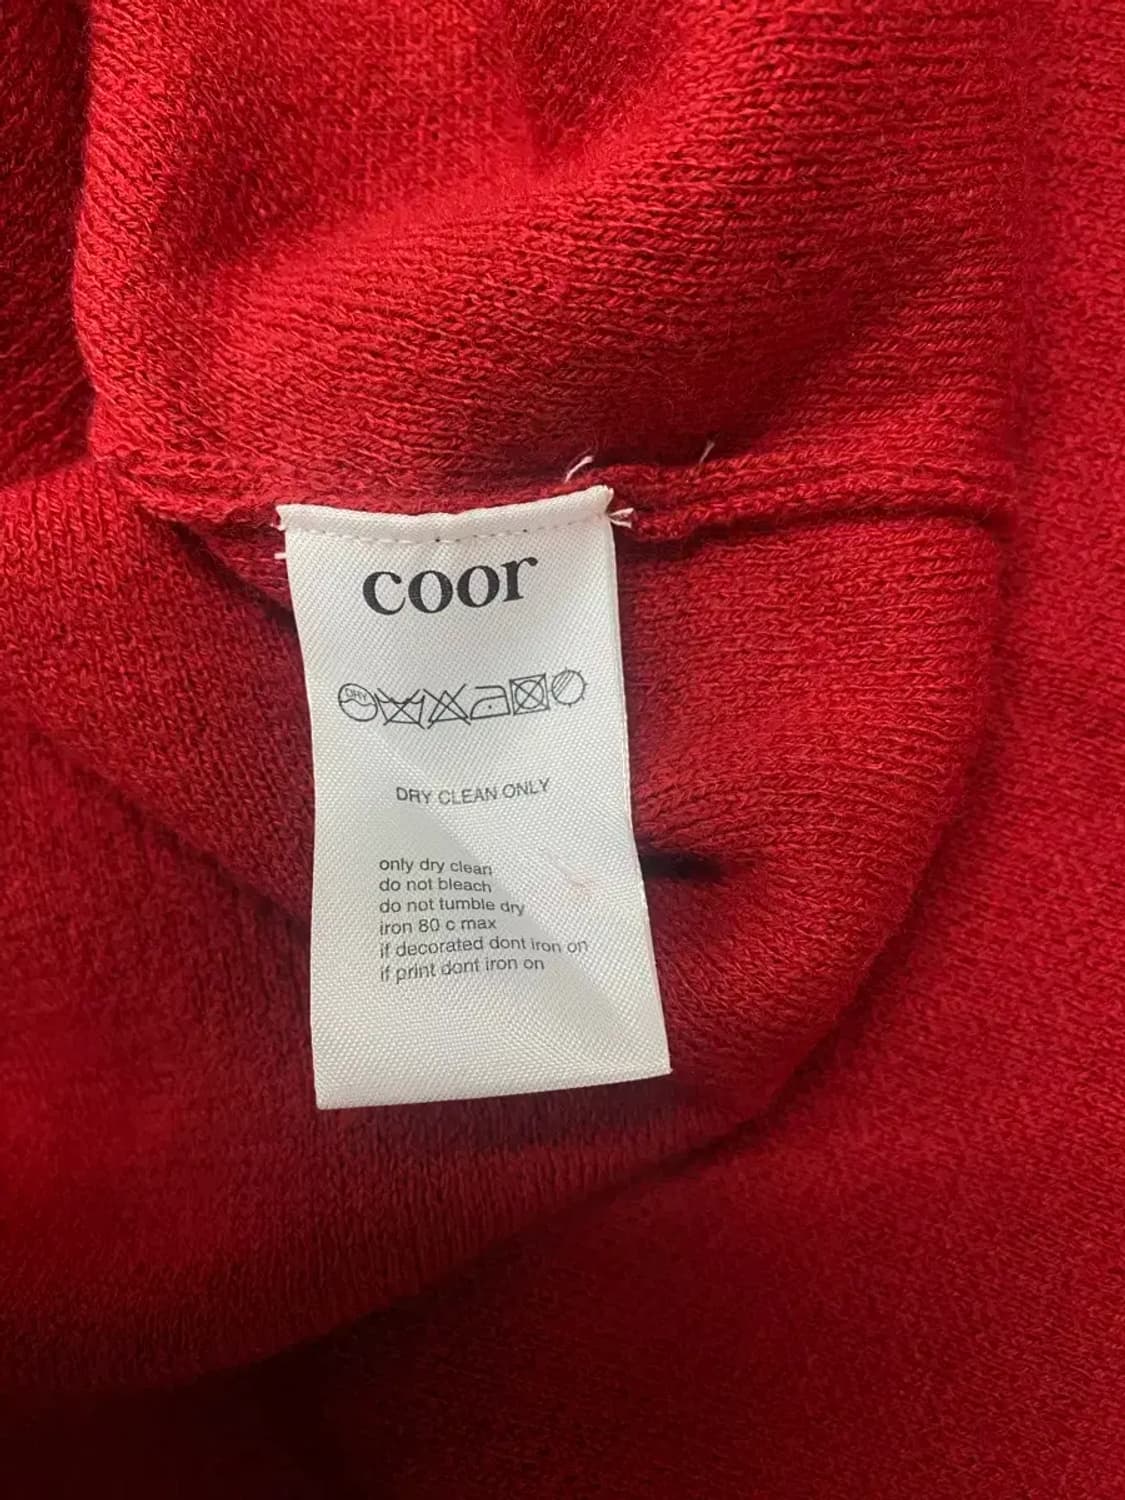 coor
DRY
DRY CLEAN ONLY
only dry clean
do not bleach
do not tumble dry
iron 80 c max
if decorated dont iron on
if print dont iron on